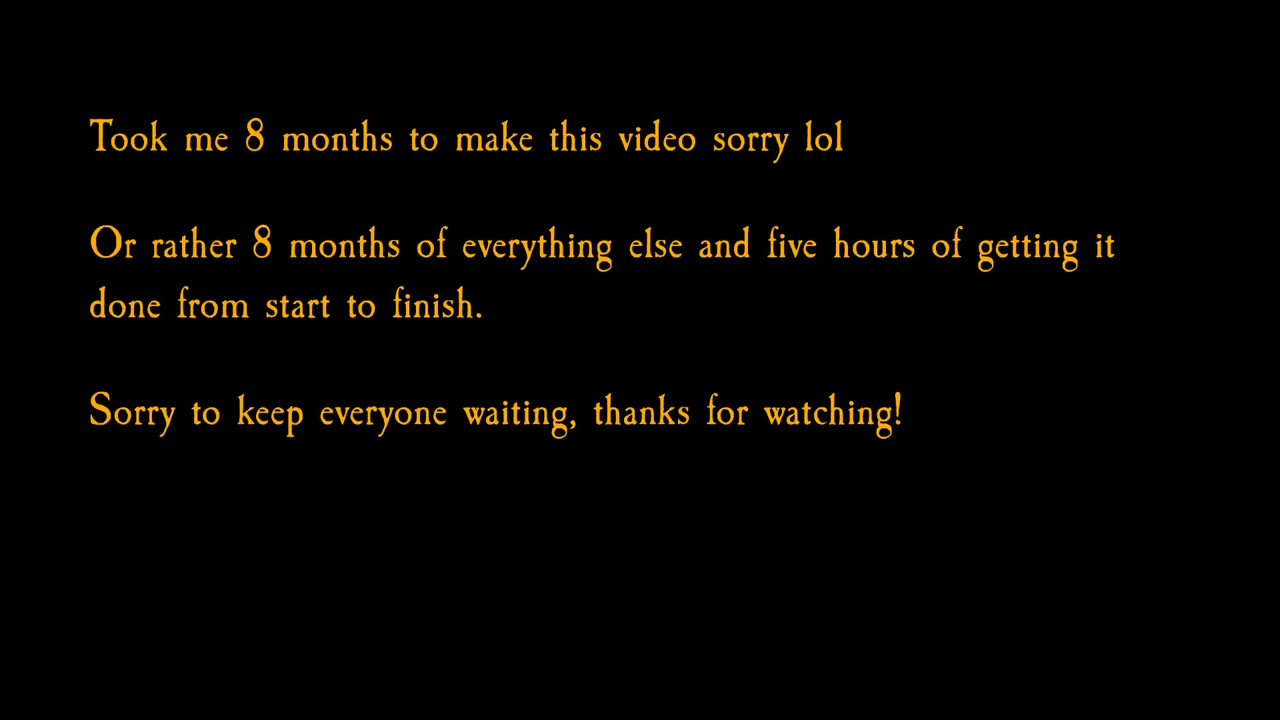 Took me 8 months to make this video sorry lol
Or rather 8 months of everything else and five hours of getting it
done from start to finish.
Sorry to keep everyone waiting, thanks for watching!